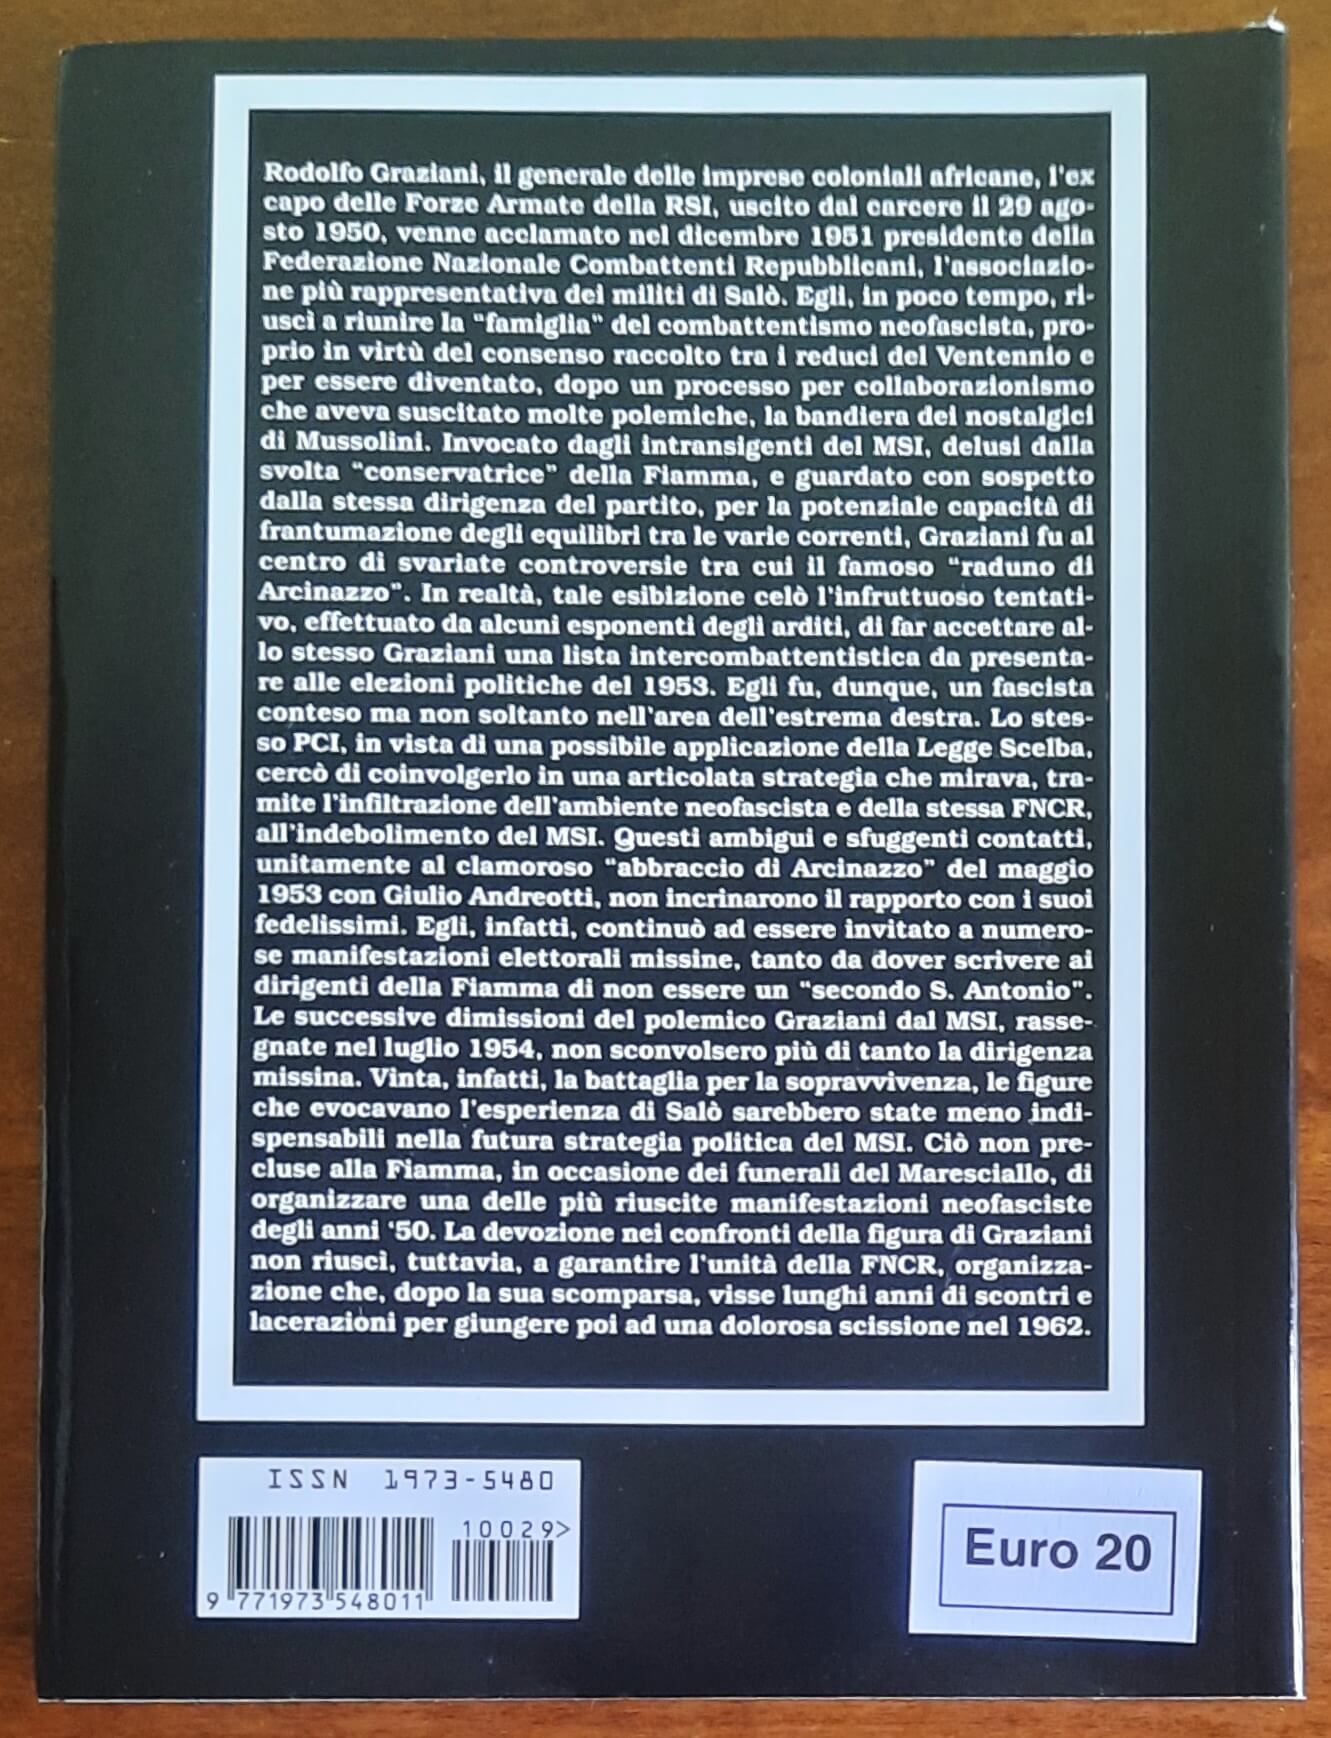 Rodolfo Graziani, il generale delle imprese coloniali africane, l'ex
capo delle Forze Armate della RSI, uscito dal carcere il 29 ago-
sto 1950, venne acclamato nel dicembre 1951 presidente della
Federazione Nazionale Combattenti Repubblicani, l'associazio-
ne più rappresentativa dei militi di Salò. Egli, in poco tempo, ri-
uscì a riunire la "famiglia" del combattentismo neofascista, pro-
prio in virtù del consenso raccolto tra i reduci del Ventennio e
per essere diventato, dopo un processo per collaborazionismo
che aveva suscitato molte polemiche, la bandiera dei nostalgici
di Mussolini. Invocato dagli intransigenti del MSI, delusi dalla
svolta "conservatrice" della Fiamma, e guardato con sospetto
dalla stessa dirigenza del partito, per la potenziale capacità di
frantumazione degli equilibri tra le varie correnti, Graziani fu al
centro di svariate controversie tra cui il famoso "raduno di
Arcinazzo". In realtà, tale esibizione celò l'infruttuoso tentati-
vo, effettuato da alcuni esponenti degli arditi, di far accettare al-
lo stesso Graziani una lista intercombattentistica da presenta-
re alle elezioni politiche del 1953. Egli fu, dunque, un fascista
conteso ma non soltanto nell'area dell'estrema destra. Lo stes-
so PCI, in vista di una possibile applicazione della Legge Scelba,
cercò di coinvolgerlo in una articolata strategia che mirava, tra-
mite l'infiltrazione dell'ambiente neofascista e della stessa FNCR,
all'indebolimento del MSI. Questi ambigui e sfuggenti contatti,
unitamente al clamoroso "abbraccio di Arcinazzo" del maggio
1953 con Giulio Andreotti, non incrinarono il rapporto con i suoi
fedelissimi. Egli, infatti, continuò ad essere invitato a numero-
se manifestazioni elettorali missine, tanto da dover scrivere ai
dirigenti della Fiamma di non essere un "secondo S. Antonio".
Le successive dimissioni del polemico Graziani dal MSI, rasse-
gnate nel luglio 1954, non sconvolsero più di tanto la dirigenza
missina. Vinta, infatti, la battaglia per la sopravvivenza, le figure
che evocavano l'esperienza di Salò sarebbero state meno indi-
spensabili nella futura strategia politica del MSI. Ciò non pre-
cluse alla Fiamma, in occasione dei funerali del Maresciallo, di
organizzare una delle più riuscite manifestazioni neofasciste
degli anni '50. La devozione nei confronti della figura di Graziani
non riuscì, tuttavia, a garantire l'unità della FNCR, organizza-
zione che, dopo la sua scomparsa, visse lunghi anni di scontri e
lacerazioni per giungere poi ad una dolorosa scissione nel 1962.
ISSN 1973-5480
10029>
9 771973 548011
Euro 20